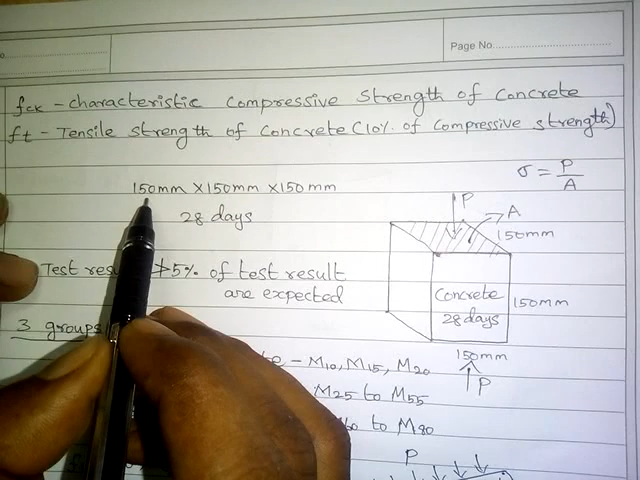 Page No.
fck - characteristic compressive strength of concrete
ft - Tensile strength of concrete (10% of compressive strength)
σ = P/A
150mm × 150mm × 150mm
28 days
P
A
150mm
Test ≯ 5% of test result
are expected
Concrete
28 days
150mm
150mm
P
3 groups
- M10, M15, M20
M25 to M55
to M80
P